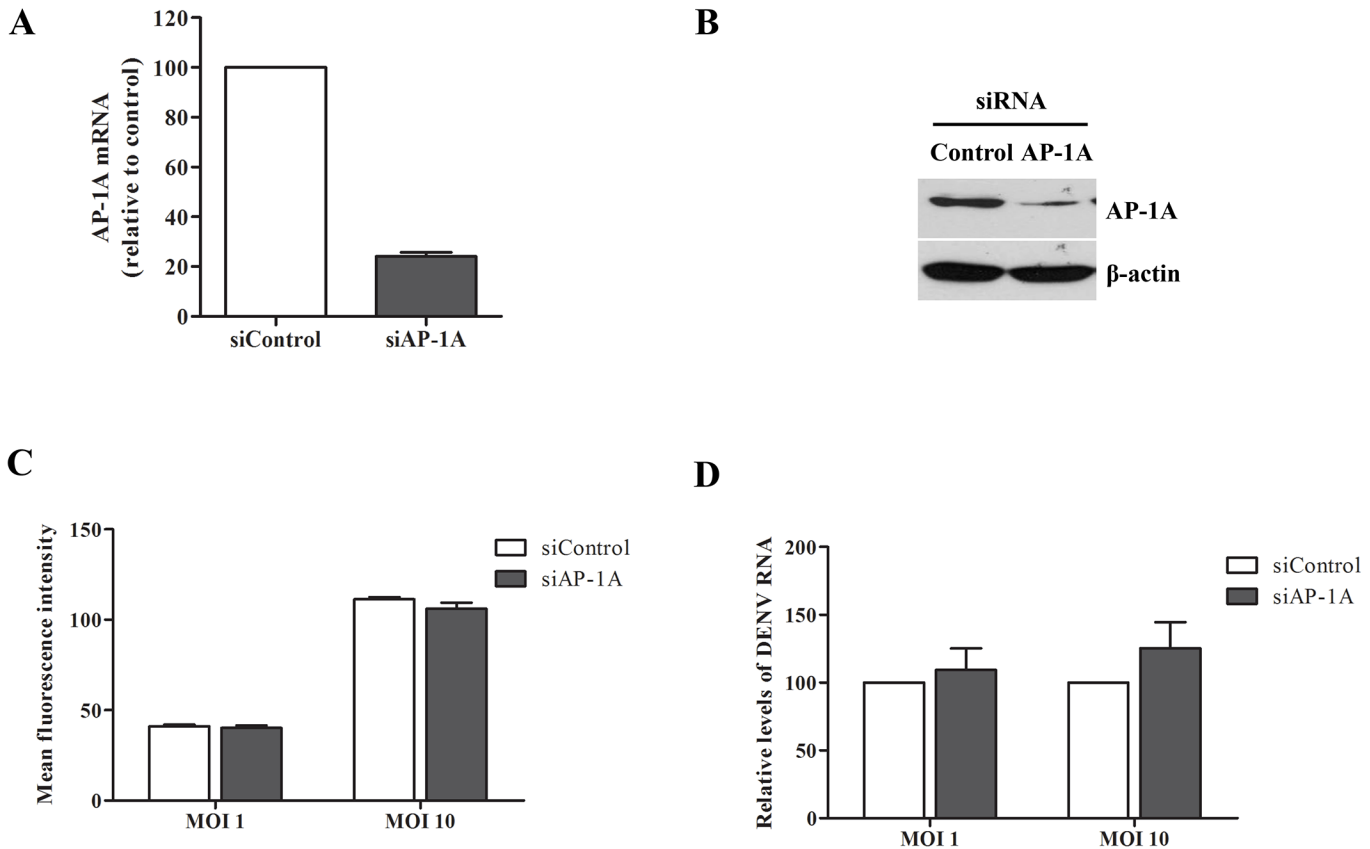 A
AP-1A mRNA
(relative to control)
120
100
80
60
40
20
0
siControl siAP-1A
B
siRNA
Control AP-1A
AP-1A
β-actin
C
Mean fluorescence intensity
150
100
50
0
MOI 1 MOI 10
siControl
siAP-1A
D
Relative levels of DENV RNA
200
150
100
50
0
MOI 1 MOI 10
siControl
siAP-1A